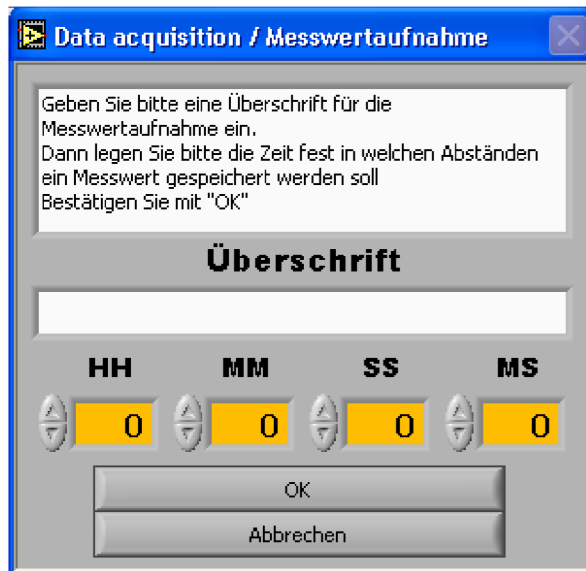 Data acquisition / Messwertaufnahme
Geben Sie bitte eine Überschrift für die
Messwertaufnahme ein.
Dann legen Sie bitte die Zeit fest in welchen Abständen
ein Messwert gespeichert werden soll
Bestätigen Sie mit "OK"
Überschrift
HH MM SS MS
0 0 0 0
OK
Abbrechen